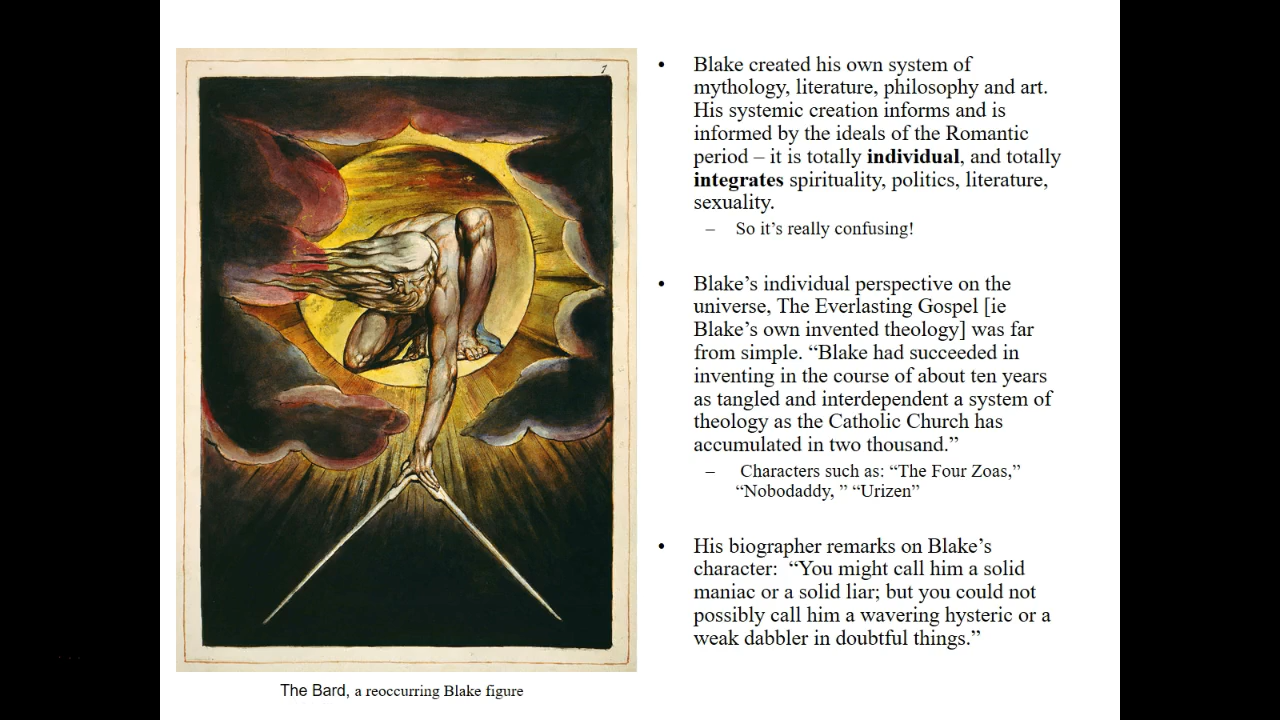 7
• Blake created his own system of
mythology, literature, philosophy and art.
His systemic creation informs and is
informed by the ideals of the Romantic
period – it is totally individual, and totally
integrates spirituality, politics, literature,
sexuality.
– So it’s really confusing!
• Blake’s individual perspective on the
universe, The Everlasting Gospel [ie
Blake’s own invented theology] was far
from simple. “Blake had succeeded in
inventing in the course of about ten years
as tangled and interdependent a system of
theology as the Catholic Church has
accumulated in two thousand.”
– Characters such as: “The Four Zoas,”
“Nobodaddy, ” “Urizen”
• His biographer remarks on Blake’s
character: “You might call him a solid
maniac or a solid liar; but you could not
possibly call him a wavering hysteric or a
weak dabbler in doubtful things.”
The Bard, a reoccurring Blake figure